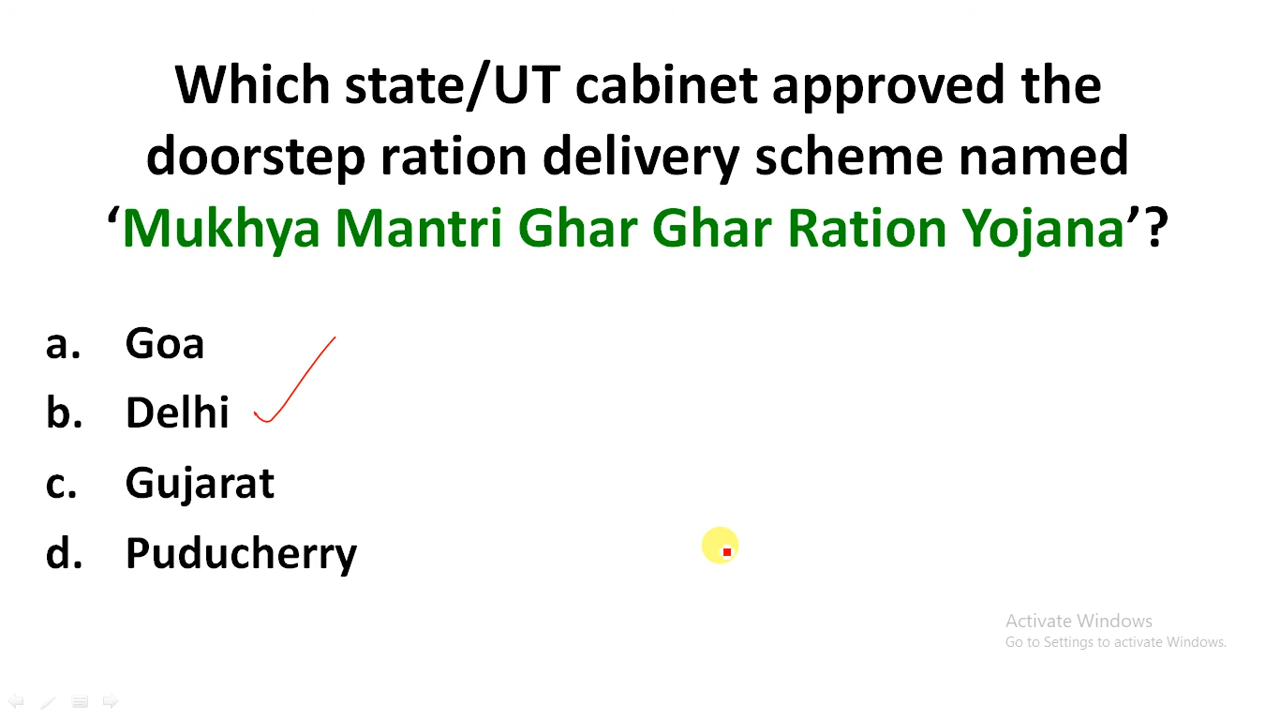 Which state/UT cabinet approved the
doorstep ration delivery scheme named
‘Mukhya Mantri Ghar Ghar Ration Yojana’?
a. Goa
b. Delhi
c. Gujarat
d. Puducherry
Activate Windows
Go to Settings to activate Windows.